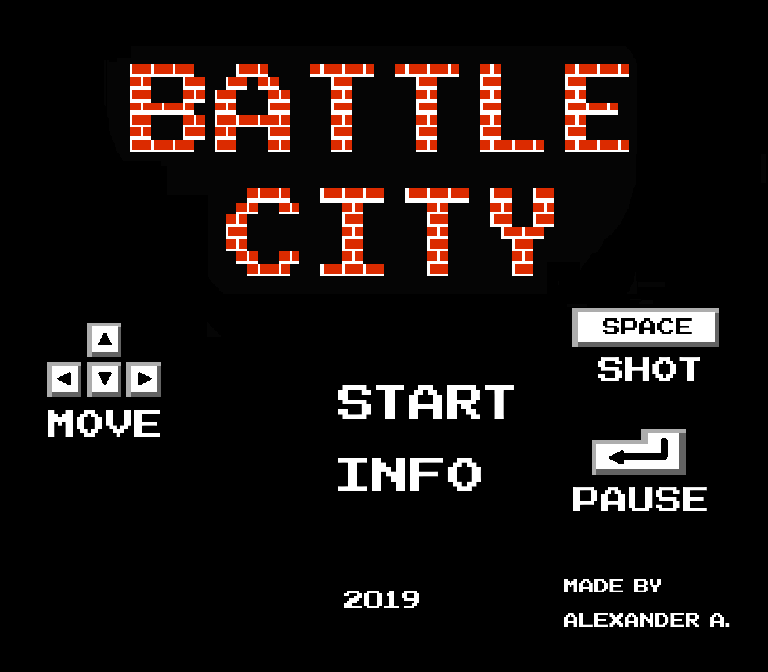 BATTLE
CITY
SPACE
SHOT
MOVE
START
INFO
PAUSE
2019
MADE BY
ALEXANDER A.